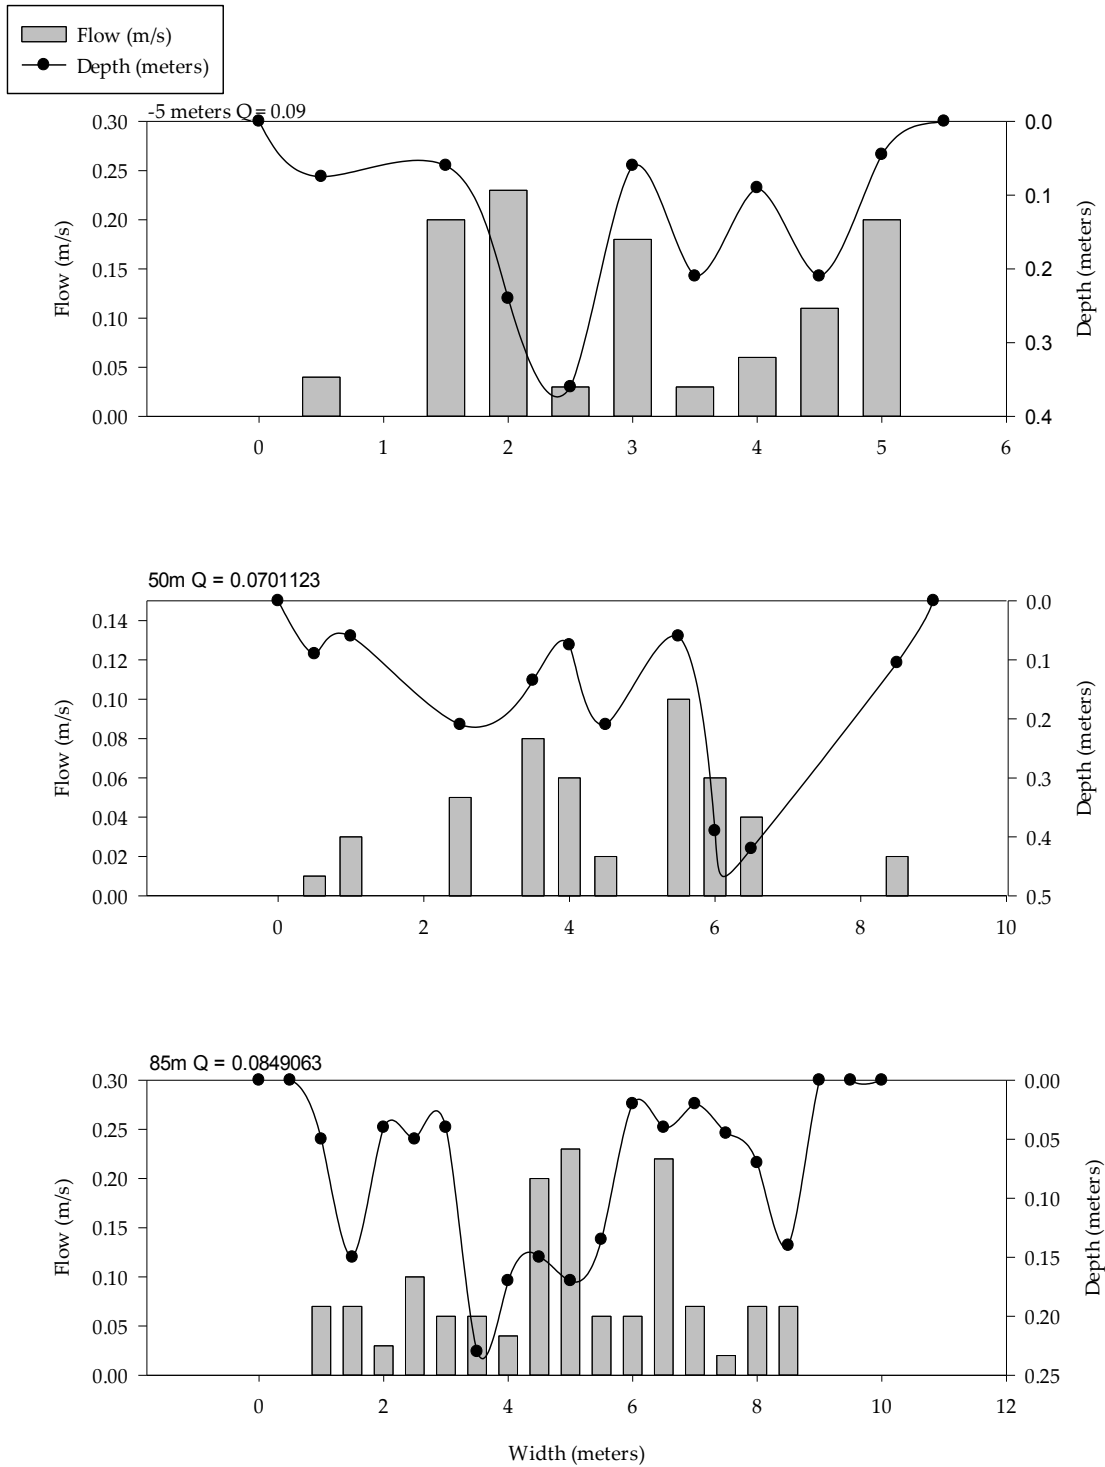 Flow (m/s)
Depth (meters)
-5 meters Q = 0.09
0.30
0.25
0.20
0.15
0.10
0.05
0.00
Flow (m/s)
0.0
0.1
0.2
0.3
0.4
Depth (meters)
0 1 2 3 4 5 6
50m Q = 0.0701123
0.14
0.12
0.10
0.08
0.06
0.04
0.02
0.00
Flow (m/s)
0.0
0.1
0.2
0.3
0.4
0.5
Depth (meters)
0 2 4 6 8 10
85m Q = 0.0849063
0.30
0.25
0.20
0.15
0.10
0.05
0.00
Flow (m/s)
0.00
0.05
0.10
0.15
0.20
0.25
Depth (meters)
0 2 4 6 8 10 12
Width (meters)